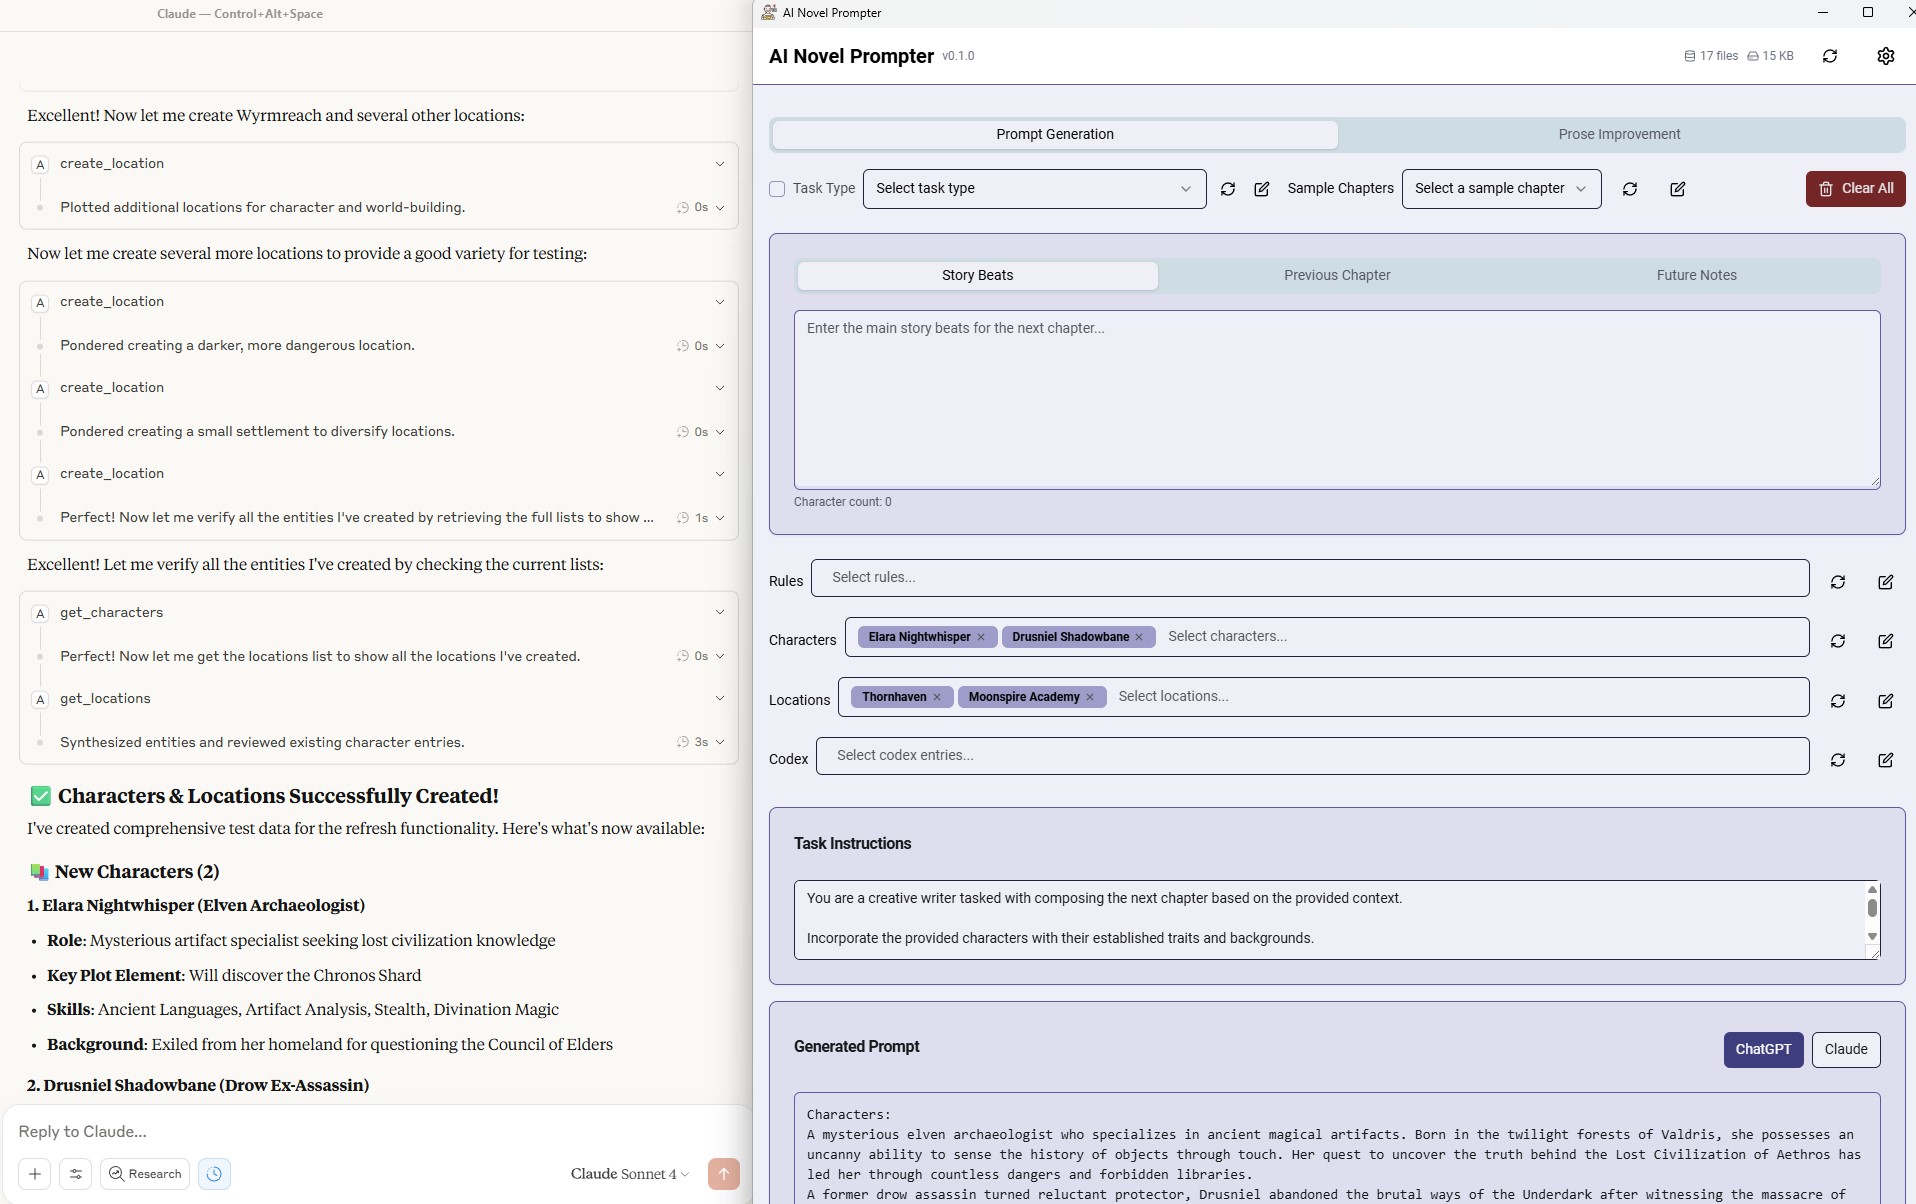 Claude — Control+Alt+Space
Excellent! Now let me create Wyrmreach and several other locations:
A create_location
Plotted additional locations for character and world-building. 0s
Now let me create several more locations to provide a good variety for testing:
A create_location
Pondered creating a darker, more dangerous location. 0s
A create_location
Pondered creating a small settlement to diversify locations. 0s
A create_location
Perfect! Now let me verify all the entities I've created by retrieving the full lists to show ... 1s
Excellent! Let me verify all the entities I've created by checking the current lists:
A get_characters
Perfect! Now let me get the locations list to show all the locations I've created. 0s
A get_locations
Synthesized entities and reviewed existing character entries. 3s
✅ Characters & Locations Successfully Created!
I've created comprehensive test data for the refresh functionality. Here's what's now available:
📚 New Characters (2)
1. Elara Nightwhisper (Elven Archaeologist)
• Role: Mysterious artifact specialist seeking lost civilization knowledge
• Key Plot Element: Will discover the Chronos Shard
• Skills: Ancient Languages, Artifact Analysis, Stealth, Divination Magic
• Background: Exiled from her homeland for questioning the Council of Elders
2. Drusniel Shadowbane (Drow Ex-Assassin)
Reply to Claude...
Research
Claude Sonnet 4
AI Novel Prompter
AI Novel Prompter v0.1.0 17 files 15 KB
Prompt Generation Prose Improvement
Task Type Select task type Sample Chapters Select a sample chapter Clear All
Story Beats Previous Chapter Future Notes
Enter the main story beats for the next chapter...
Character count: 0
Rules Select rules...
Characters Elara Nightwhisper × Drusniel Shadowbane × Select characters...
Locations Thornhaven × Moonspire Academy × Select locations...
Codex Select codex entries...
Task Instructions
You are a creative writer tasked with composing the next chapter based on the provided context.
Incorporate the provided characters with their established traits and backgrounds.
Generated Prompt ChatGPT Claude
Characters:
A mysterious elven archaeologist who specializes in ancient magical artifacts. Born in the twilight forests of Valdris, she possesses an
uncanny ability to sense the history of objects through touch. Her quest to uncover the truth behind the Lost Civilization of Aethros has
led her through countless dangers and forbidden libraries.
A former drow assassin turned reluctant protector, Drusniel abandoned the brutal ways of the Underdark after witnessing the massacre of